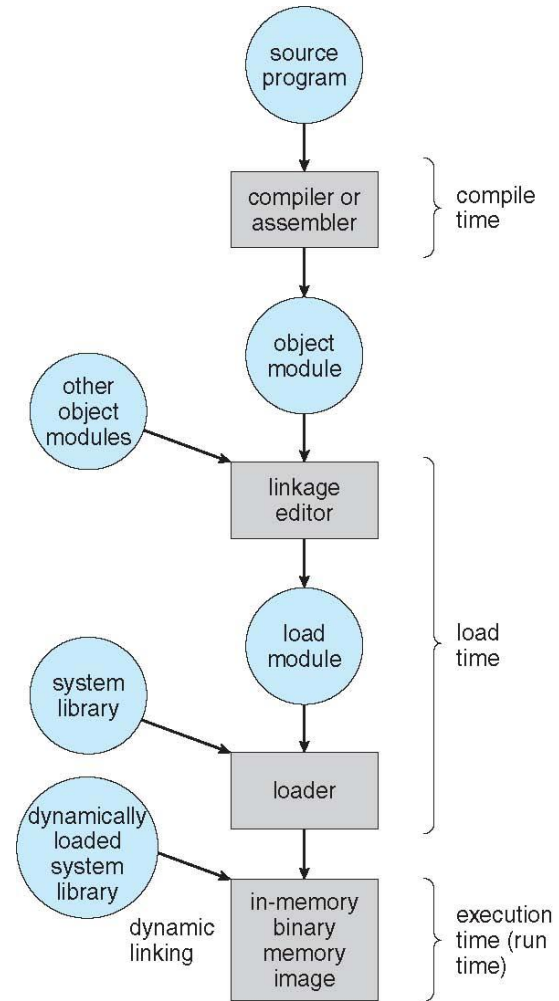 source
program
compiler or
assembler
compile
time
object
module
other
object
modules
linkage
editor
load
module
load
time
system
library
loader
dynamically
loaded
system
library
dynamic
linking
in-memory
binary
memory
image
execution
time (run
time)